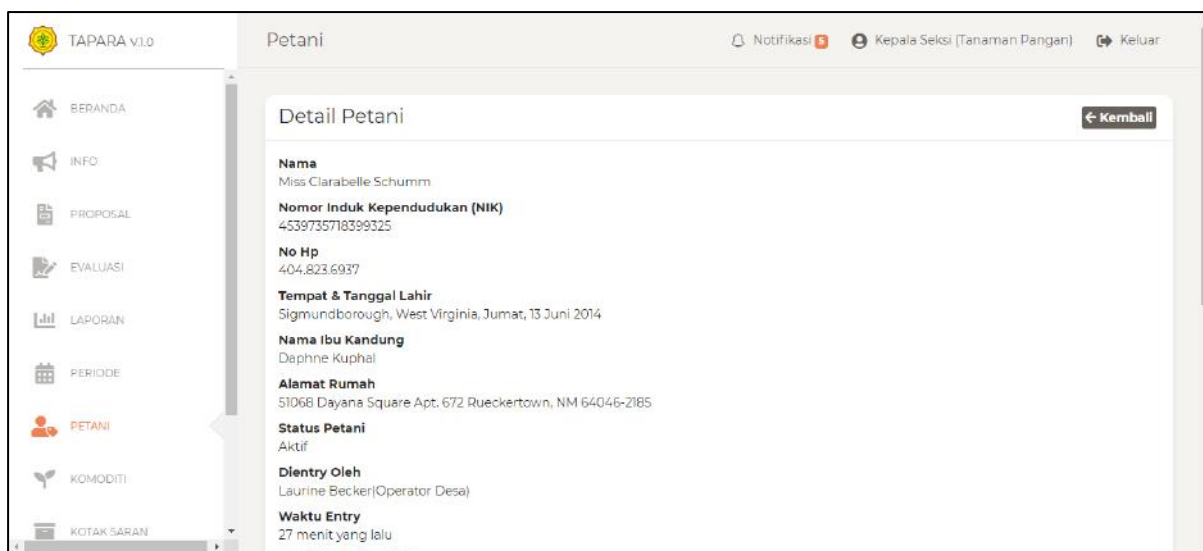 TAPARA v.1.0
Petani
Notifikasi 5
Kepala Seksi (Tanaman Pangan)
Keluar
BERANDA
INFO
PROPOSAL
EVALUASI
LAPORAN
PERIODE
PETANI
KOMODITI
KOTAK SARAN
Detail Petani
Kembali
Nama
Miss Clarabelle Schumm
Nomor Induk Kependudukan (NIK)
4539735718399325
No Hp
404.823.6937
Tempat & Tanggal Lahir
Sigmundborough, West Virginia, Jumat, 13 Juni 2014
Nama Ibu Kandung
Daphne Kuphal
Alamat Rumah
51068 Dayana Square Apt. 672 Rueckertown, NM 64046-2185
Status Petani
Aktif
Dientry Oleh
Laurine Becker(Operator Desa)
Waktu Entry
27 menit yang lalu